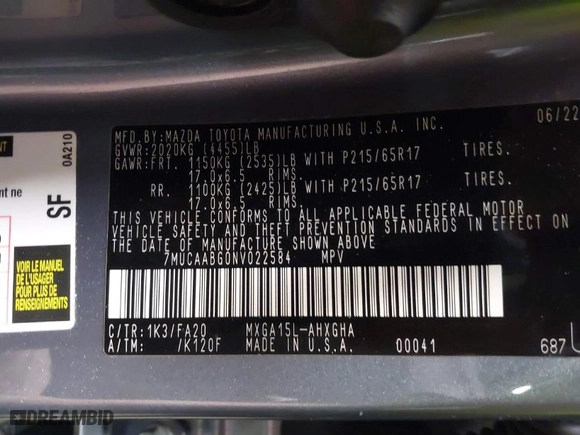 MFD.BY:MAZDA TOYOTA MANUFACTURING U.S.A. INC. 06/22
GVWR:2020KG (4455)LB
GAWR:FRT. 1150KG (2535)LB WITH P215/65R17 TIRES.
17.0x6.5 RIMS.
RR. 1100KG (2425)LB WITH P215/65R17 TIRES.
17.0x6.5 RIMS.
THIS VEHICLE CONFORMS TO ALL APPLICABLE FEDERAL MOTOR
VEHICLE SAFETY AND THEFT PREVENTION STANDARDS IN EFFECT ON
THE DATE OF MANUFACTURE SHOWN ABOVE
7MUCAABG0NV022584 MPV
C/TR:1K3/FA20 MXGA15L-AHXGHA
A/TM: /K120F MADE IN U.S.A. 00041 687
0A210
SF
nt ne
VOIR LE MANUEL
DE L'USAGER
POUR PLUS DE
RENSEIGNEMENTS
DREAMBID